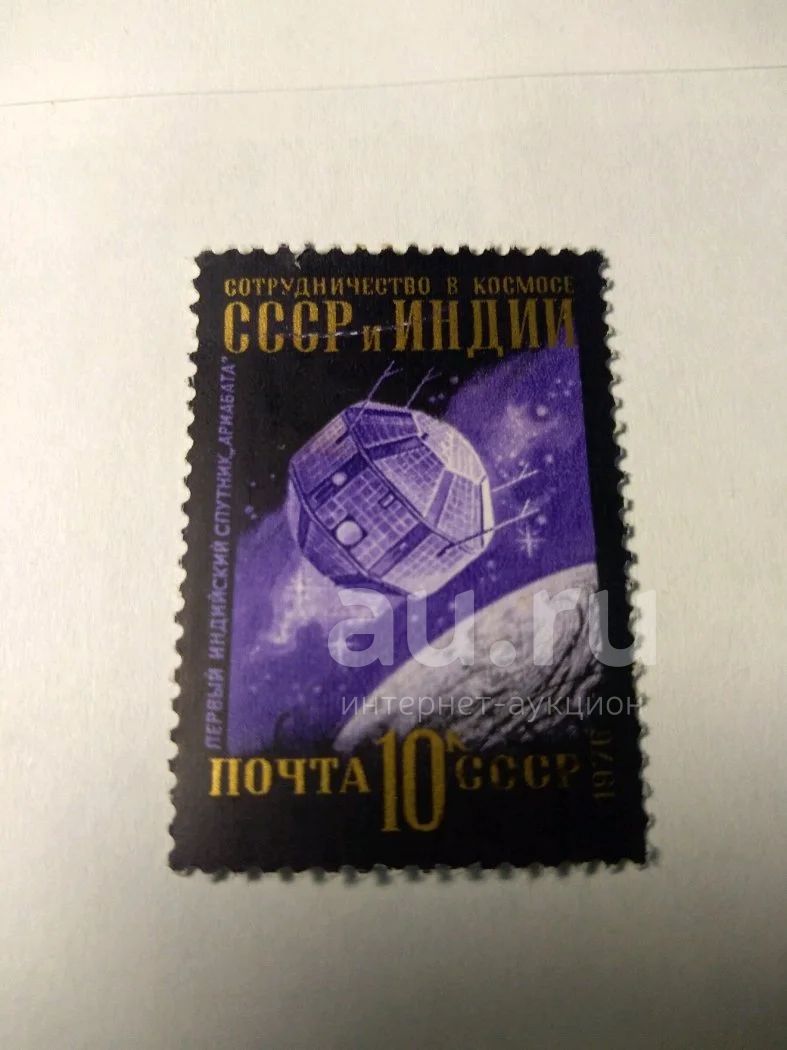 СОТРУДНИЧЕСТВО В КОСМОСЕ
СССР и ИНДИИ
ПЕРВЫЙ ИНДИЙСКИЙ СПУТНИК „АРИАБАТА"
au.ru
интернет-аукцион
ПОЧТА 10К СССР
1976